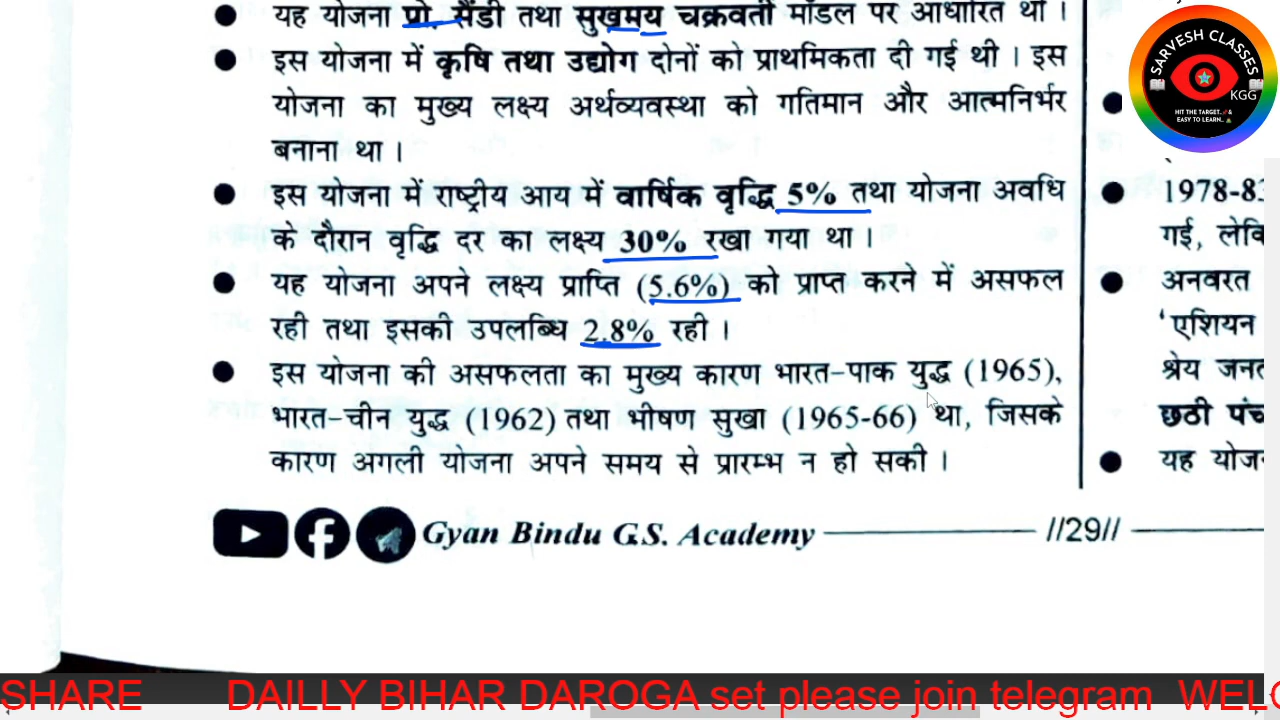 ● यह योजना प्रो. सैंडी तथा सुखमय चक्रवर्ती मॉडल पर आधारित थी ।
● इस योजना में कृषि तथा उद्योग दोनों को प्राथमिकता दी गई थी । इस
योजना का मुख्य लक्ष्य अर्थव्यवस्था को गतिमान और आत्मनिर्भर
बनाना था ।
● इस योजना में राष्ट्रीय आय में वार्षिक वृद्धि 5% तथा योजना अवधि
के दौरान वृद्धि दर का लक्ष्य 30% रखा गया था ।
● यह योजना अपने लक्ष्य प्राप्ति (5.6%) को प्राप्त करने में असफल
रही तथा इसकी उपलब्धि 2.8% रही ।
● इस योजना की असफलता का मुख्य कारण भारत-पाक युद्ध (1965),
भारत-चीन युद्ध (1962) तथा भीषण सुखा (1965-66) था, जिसके
कारण अगली योजना अपने समय से प्रारम्भ न हो सकी ।
● 1978-83
गई, लेकि
● अनवरत
'एशियन
श्रेय जनत
छठी पंच
● यह योज
Gyan Bindu G.S. Academy //29//
SARVESH CLASSES
KGG
HIT THE TARGET..&
EASY TO LEARN..
SHARE DAILLY BIHAR DAROGA set please join telegram WELC